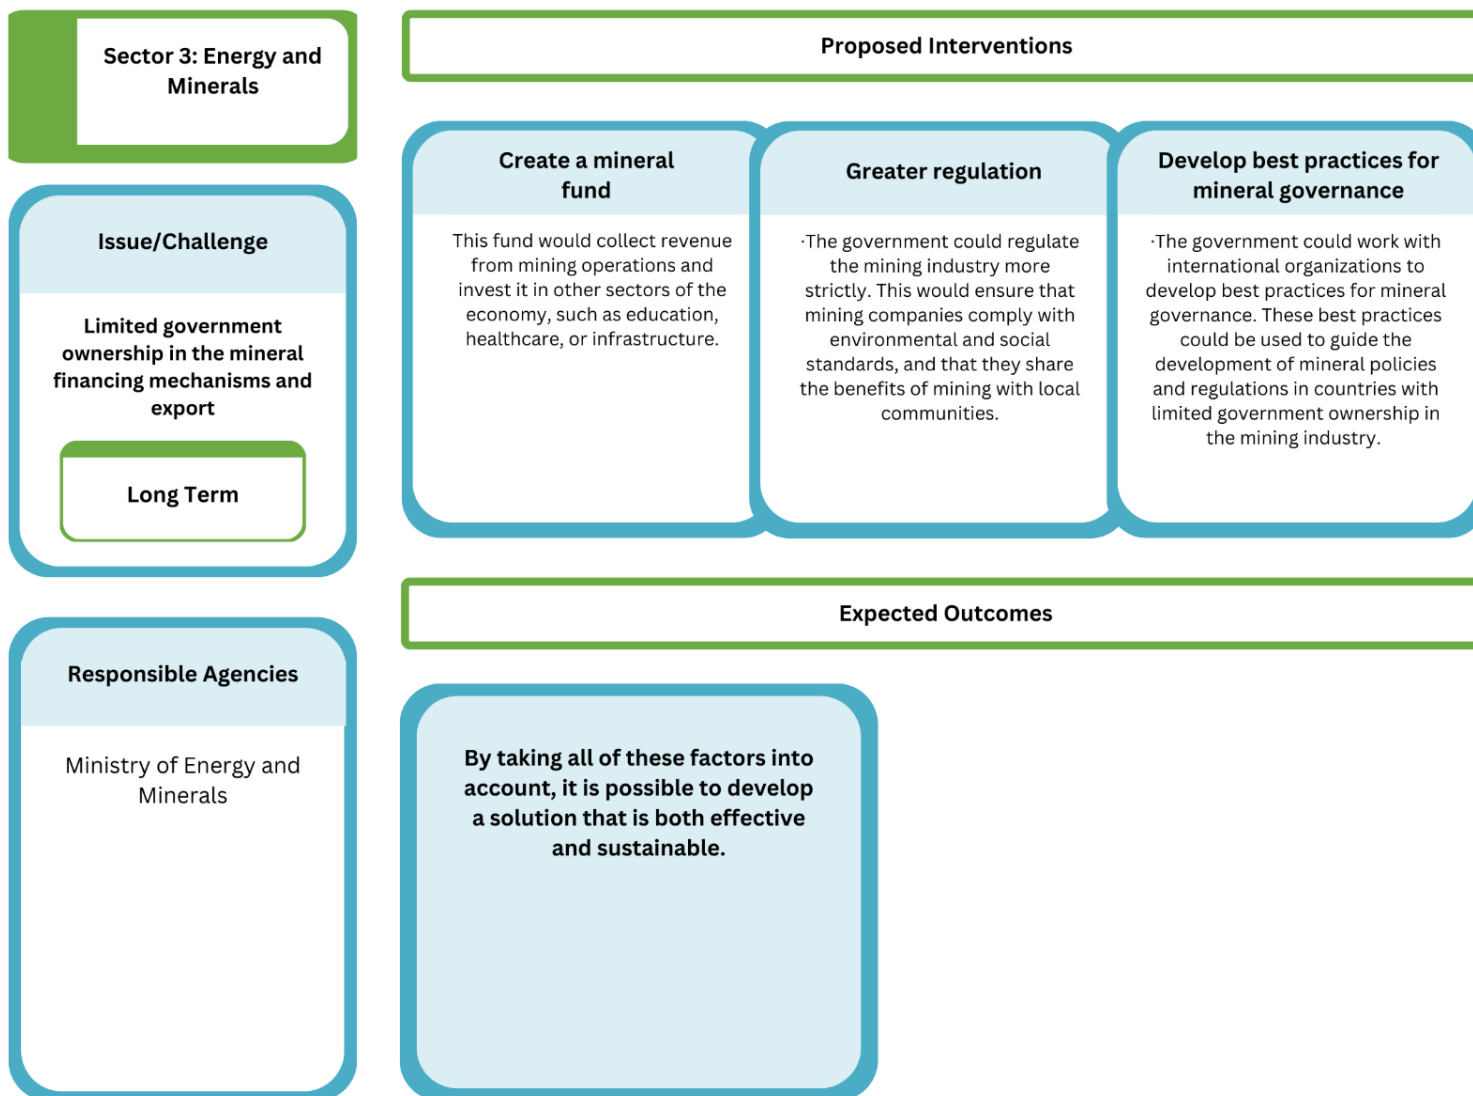 Sector 3: Energy and
Minerals
Issue/Challenge
Limited government
ownership in the mineral
financing mechanisms and
export
Long Term
Responsible Agencies
Ministry of Energy and
Minerals
Proposed Interventions
Create a mineral
fund
This fund would collect revenue
from mining operations and
invest it in other sectors of the
economy, such as education,
healthcare, or infrastructure.
Greater regulation
·The government could regulate
the mining industry more
strictly. This would ensure that
mining companies comply with
environmental and social
standards, and that they share
the benefits of mining with local
communities.
Develop best practices for
mineral governance
·The government could work with
international organizations to
develop best practices for mineral
governance. These best practices
could be used to guide the
development of mineral policies
and regulations in countries with
limited government ownership in
the mining industry.
Expected Outcomes
By taking all of these factors into
account, it is possible to develop
a solution that is both effective
and sustainable.